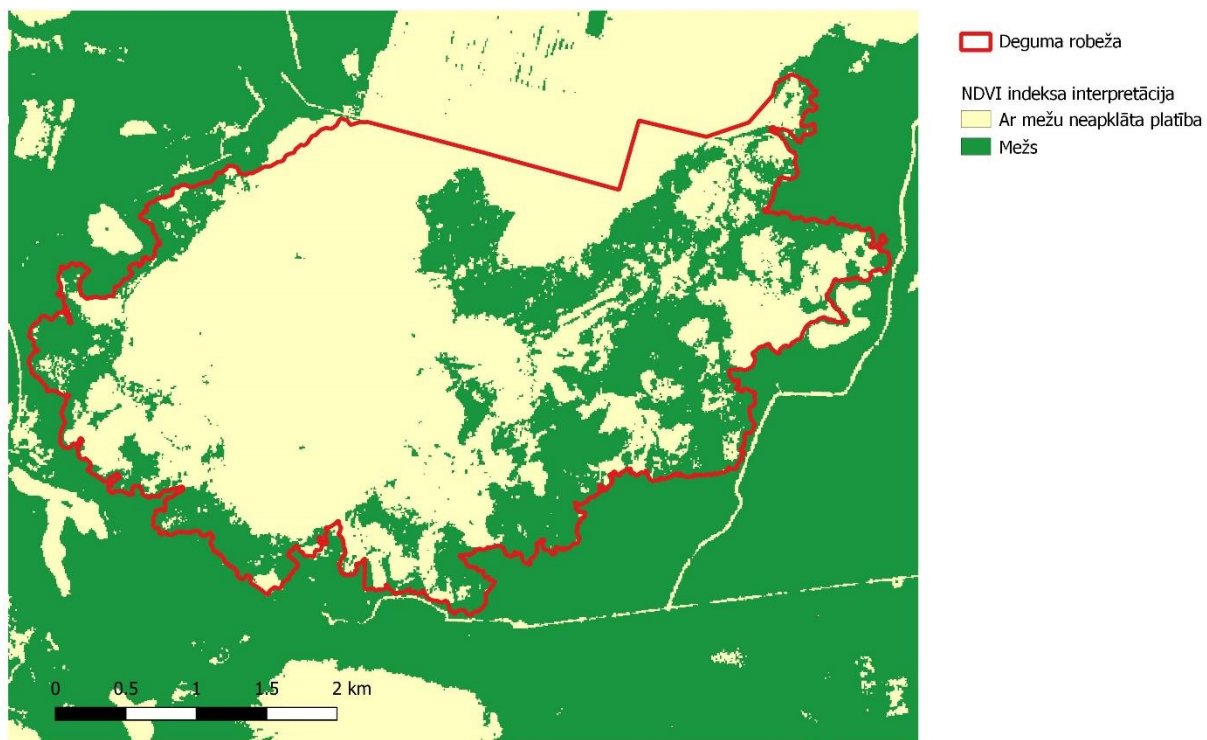 Deguma robeža
NDVI indeksa interpretācija
Ar mežu neapklāta platība
Mežs
0 0.5 1 1.5 2 km